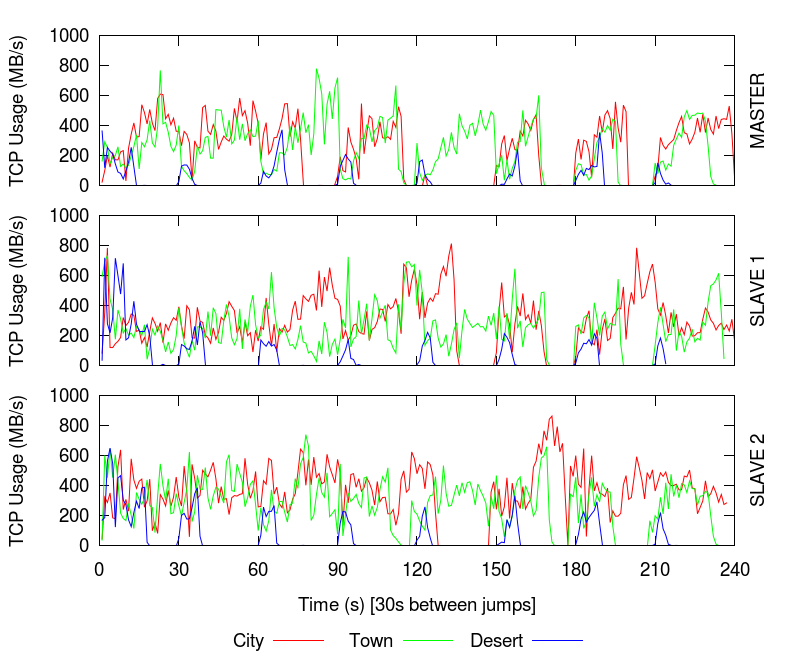 1000
800
600
400
200
0
TCP Usage (MB/s)
MASTER
1000
800
600
400
200
0
TCP Usage (MB/s)
SLAVE 1
1000
800
600
400
200
0
TCP Usage (MB/s)
SLAVE 2
0 30 60 90 120 150 180 210 240
Time (s) [30s between jumps]
City Town Desert